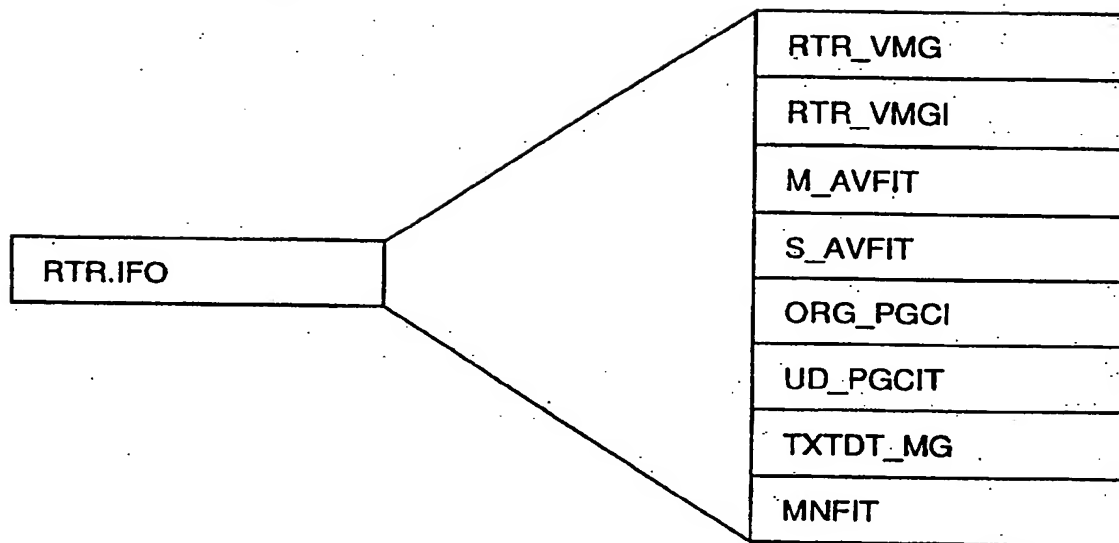 RTR.IFO
RTR_VMG
RTR_VMGI
M_AVFIT
S_AVFIT
ORG_PGCI
UD_PGCIT
TXTDT_MG
MNFIT